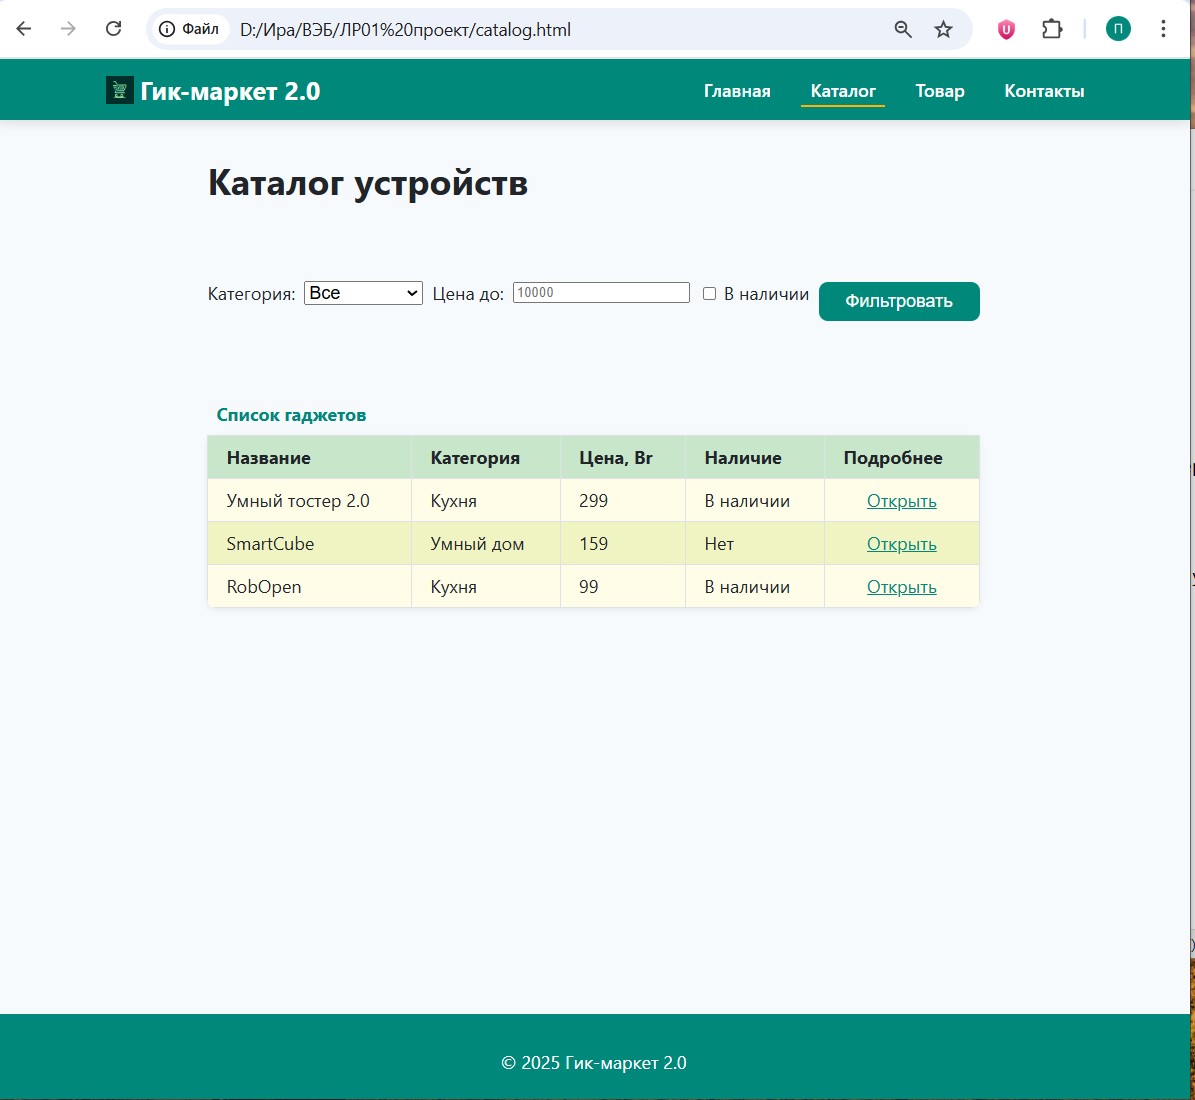 Файл D:/Ира/ВЭБ/ЛР01%20проект/catalog.html U П
Гик-маркет 2.0 Главная Каталог Товар Контакты
Каталог устройств
Категория: Все Цена до: 10000 В наличии Фильтровать
Список гаджетов
Название Категория Цена, Br Наличие Подробнее
Умный тостер 2.0 Кухня 299 В наличии Открыть
SmartCube Умный дом 159 Нет Открыть
RobOpen Кухня 99 В наличии Открыть
© 2025 Гик-маркет 2.0